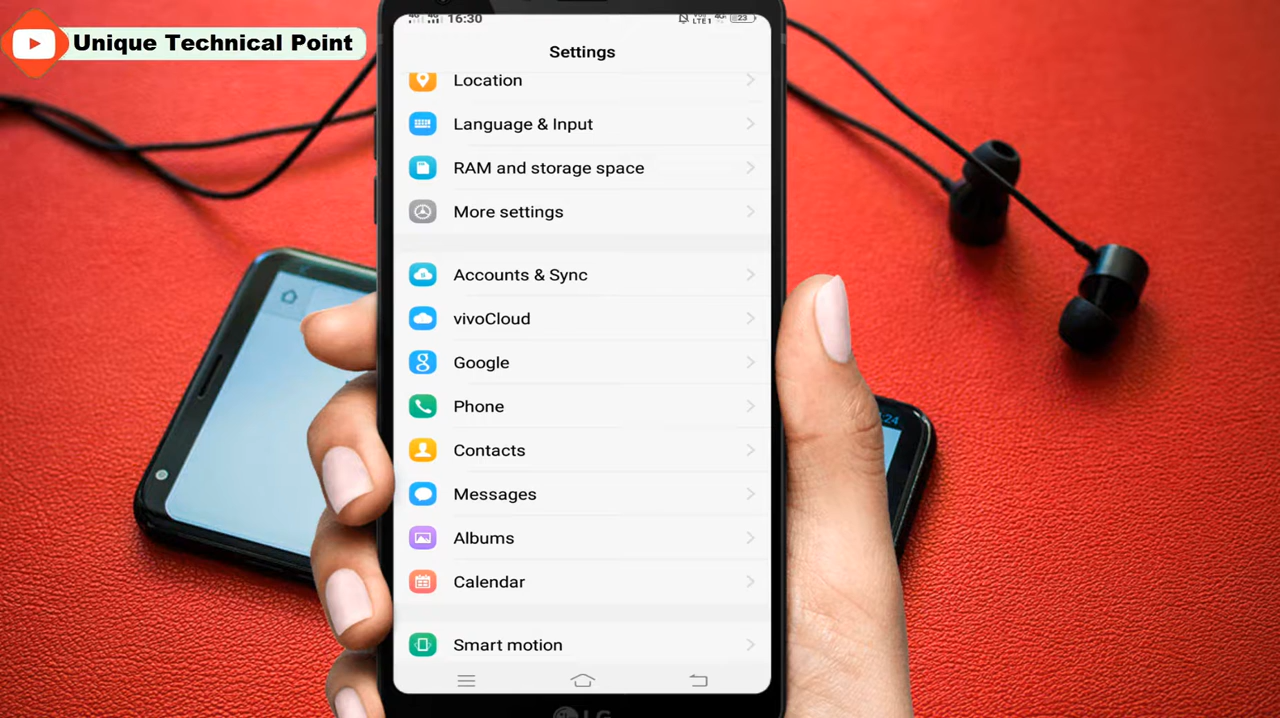 Unique Technical Point
16:30
23
Settings
Location
Language & Input
RAM and storage space
More settings
Accounts & Sync
vivoCloud
Google
Phone
Contacts
Messages
Albums
Calendar
Smart motion
LG